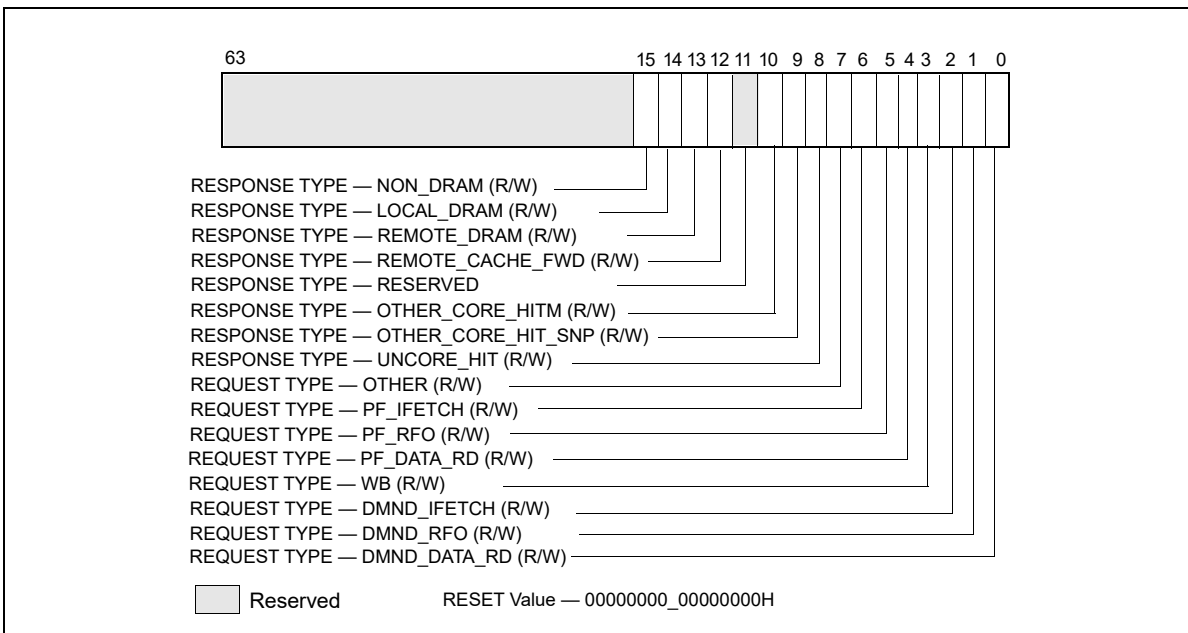 63 15 14 13 12 11 10 9 8 7 6 5 4 3 2 1 0
RESPONSE TYPE — NON_DRAM (R/W)
RESPONSE TYPE — LOCAL_DRAM (R/W)
RESPONSE TYPE — REMOTE_DRAM (R/W)
RESPONSE TYPE — REMOTE_CACHE_FWD (R/W)
RESPONSE TYPE — RESERVED
RESPONSE TYPE — OTHER_CORE_HITM (R/W)
RESPONSE TYPE — OTHER_CORE_HIT_SNP (R/W)
RESPONSE TYPE — UNCORE_HIT (R/W)
REQUEST TYPE — OTHER (R/W)
REQUEST TYPE — PF_IFETCH (R/W)
REQUEST TYPE — PF_RFO (R/W)
REQUEST TYPE — PF_DATA_RD (R/W)
REQUEST TYPE — WB (R/W)
REQUEST TYPE — DMND_IFETCH (R/W)
REQUEST TYPE — DMND_RFO (R/W)
REQUEST TYPE — DMND_DATA_RD (R/W)
Reserved RESET Value — 00000000_00000000H